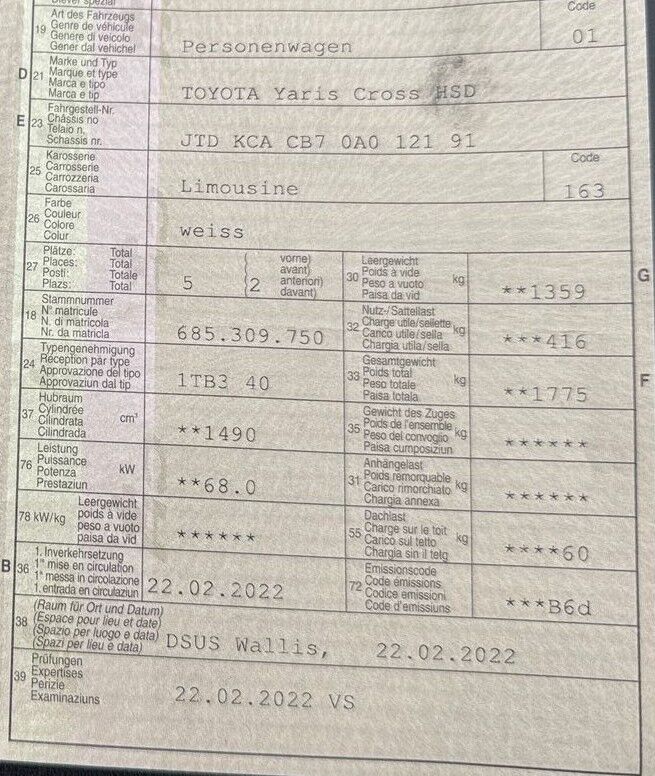 Code
Art des Fahrzeugs
19 Genre de véhicule
Genere di veicolo
Gener dal vehichel
Personenwagen
01
Marke und Typ
D 21 Marque et type
Marca e tipo
Marca e tip
TOYOTA Yaris Cross HSD
Fahrgestell-Nr.
E 23 Châssis no
Telaio n.
Schassis nr.
JTD KCA CB7 0A0 121 91
Karosserie
25 Carrosserie
Carrozzeria
Carossaria
Limousine
Code
163
Farbe
26 Couleur
Colore
Colur
weiss
Plätze: Total
27 Places: Total
Posti: Totale
Plazs: Total
5
vorne)
avant)
(2 anteriori)
davant)
Leergewicht
30 Poids à vide kg
Peso a vuoto
Paisa da vid
**1359
G
Stammnummer
18 N° matricule
N. di matricola
Nr. da matricla
685.309.750
Nutz-/Sattellast
32 Charge utile/sellette kg
Carico utile/sella
Chargia utila/sella
***416
Typengenehmigung
24 Réception par type
Approvazione del tipo
Approvaziun dal tip
1TB3 40
Gesamtgewicht
33 Poids total kg
Peso totale
Paisa totala
**1775
F
Hubraum
37 Cylindrée cm³
Cilindrata
Cilindrada
**1490
Gewicht des Zuges
35 Poids de l'ensemble kg
Peso del convoglio
Paisa cumposiziun
******
Leistung
76 Puissance kW
Potenza
Prestaziun
**68.0
Anhängelast
31 Poids remorquable kg
Carico rimorchiato
Chargia annexa
******
Leergewicht
78 kW/kg poids à vide
peso a vuoto
paisa da vid
******
Dachlast
55 Charge sur le toit kg
Carico sul tetto
Chargia sin il tetg
****60
1. Inverkehrsetzung
B 36 1re mise en circulation
1a messa in circolazione
1. entrada en circulaziun
22.02.2022
Emissionscode
72 Code émissions
Codice emissioni
Code d'emissiuns
***B6d
(Raum für Ort und Datum)
38 (Espace pour lieu et date)
(Spazio per luogo e data)
(Spazi per lieu e data)
DSUS Wallis, 22.02.2022
Prüfungen
39 Expertises
Perizie
Examinaziuns
22.02.2022 VS